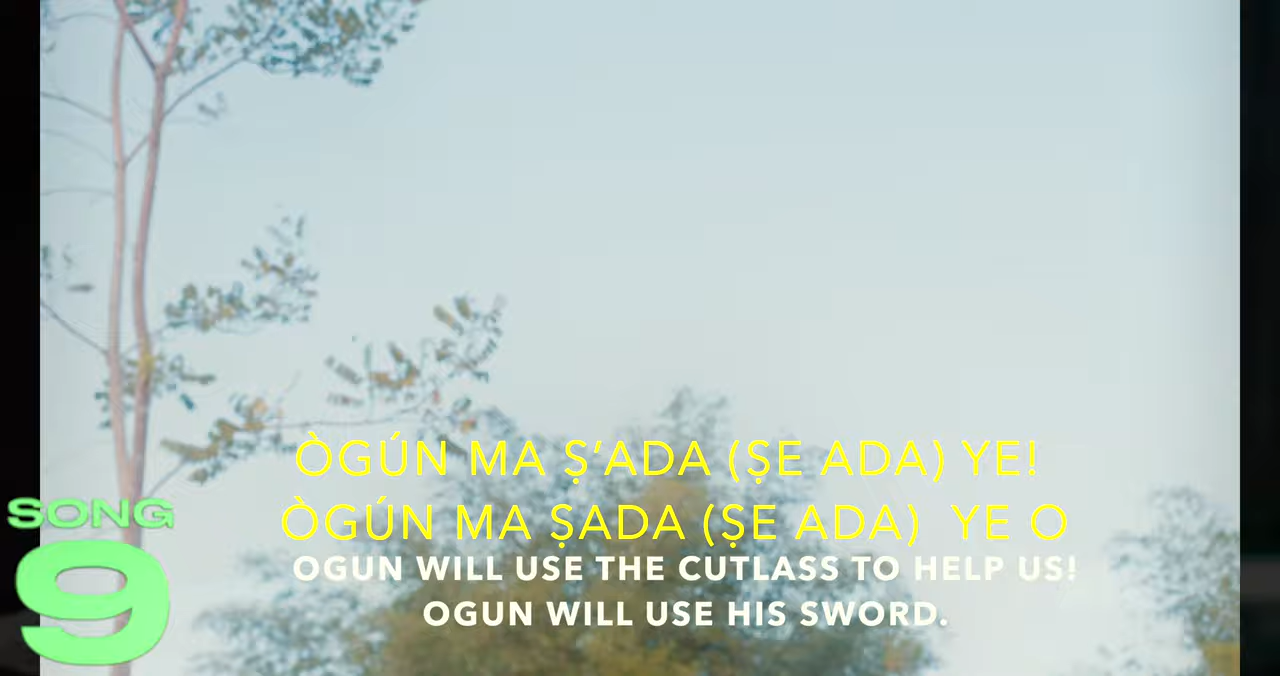 ÒGÚN MA Ṣ’ADA (ṢE ADA) YE!
ÒGÚN MA ṢADA (ṢE ADA) YE O
OGUN WILL USE THE CUTLASS TO HELP US!
OGUN WILL USE HIS SWORD.
SONG
9